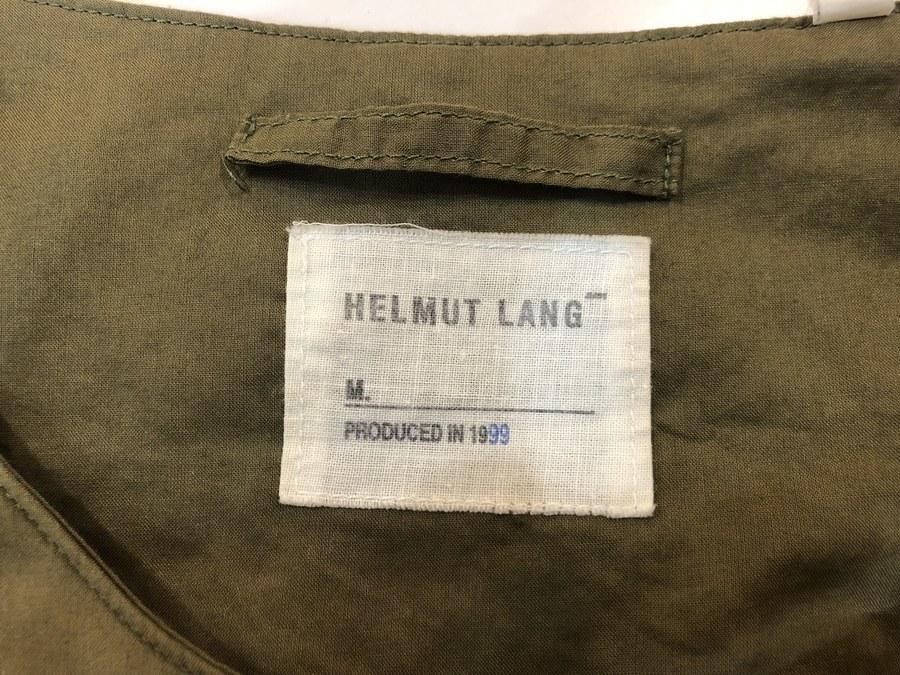 HELMUT LANG
M.
PRODUCED IN 1999